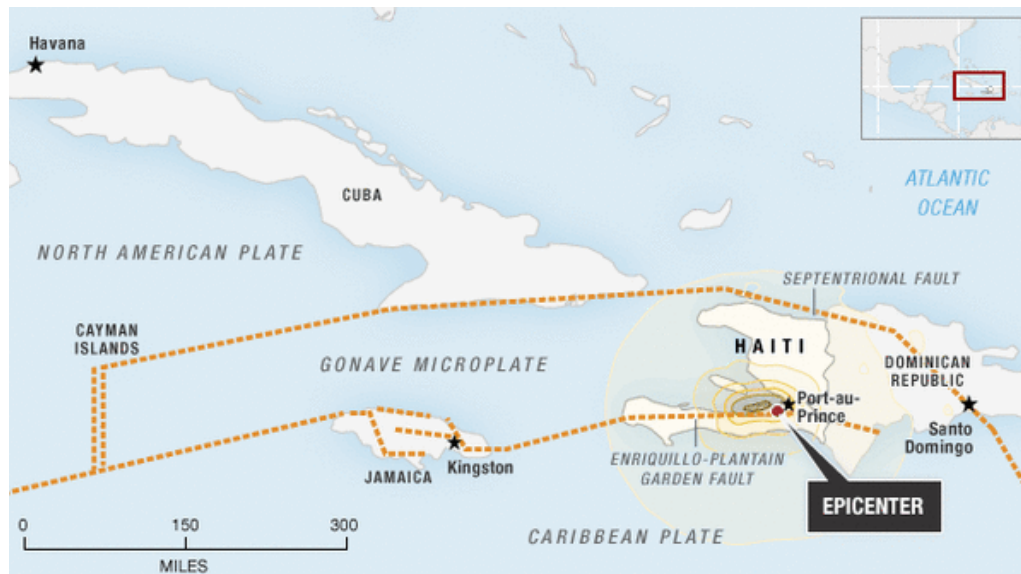 Havana
CUBA
ATLANTIC
OCEAN
NORTH AMERICAN PLATE
SEPTENTRIONAL FAULT
CAYMAN
ISLANDS
HAITI
GONAVE MICROPLATE
DOMINICAN
REPUBLIC
Port-au-
Prince
Santo
Domingo
JAMAICA
Kingston
ENRIQUILLO-PLANTAIN
GARDEN FAULT
EPICENTER
CARIBBEAN PLATE
0 150 300
MILES